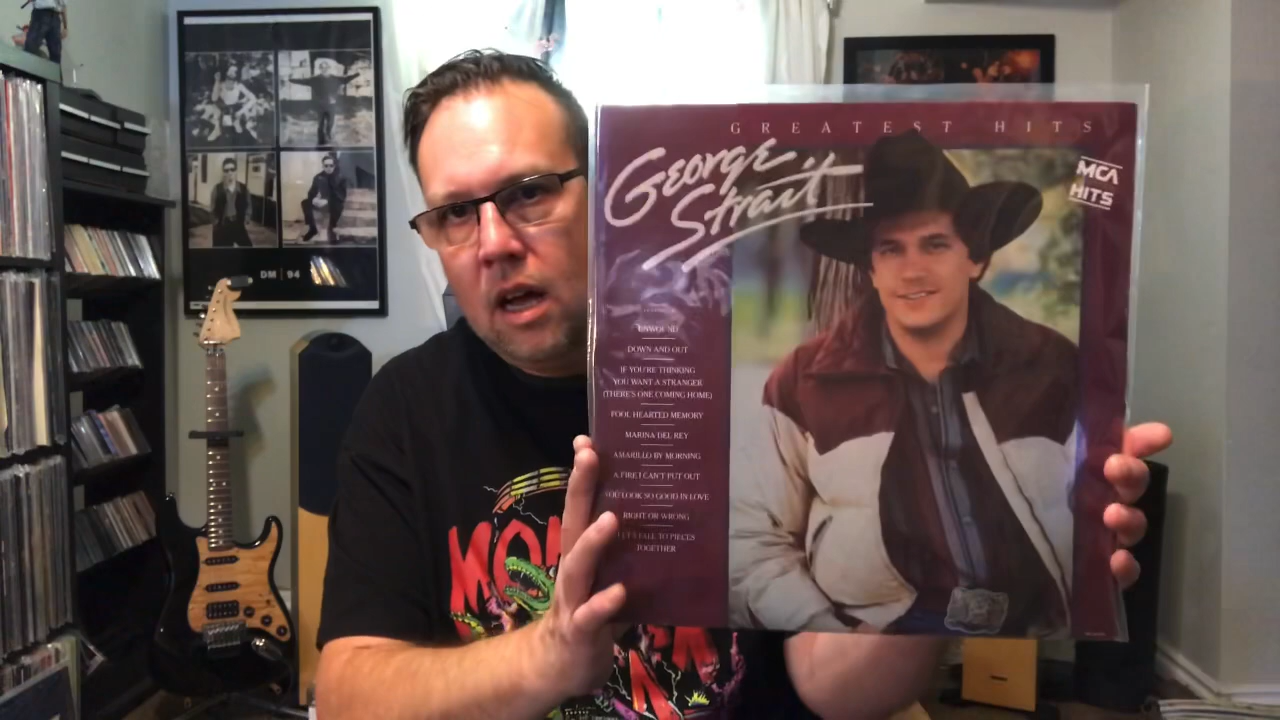 GREATEST HITS
George
Strait
MCA
HITS
UNWOUND
DOWN AND OUT
IF YOU'RE THINKING
YOU WANT A STRANGER
(THERE'S ONE COMING HOME)
FOOL HEARTED MEMORY
MARINA DEL REY
AMARILLO BY MORNING
A FIRE I CAN'T PUT OUT
YOU LOOK SO GOOD IN LOVE
RIGHT OR WRONG
LET'S FALL TO PIECES
TOGETHER
DM | 94